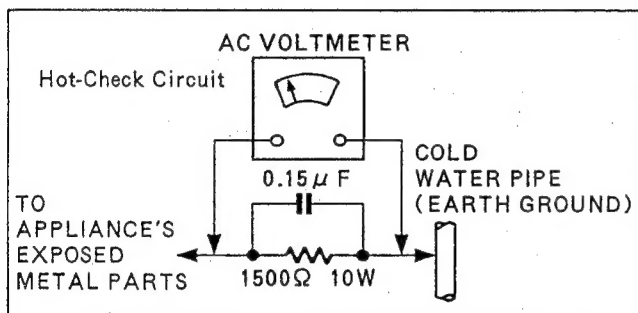 AC VOLTMETER
Hot-Check Circuit
COLD
WATER PIPE
(EARTH GROUND)
0.15μF
TO
APPLIANCE'S
EXPOSED
METAL PARTS
1500Ω 10W